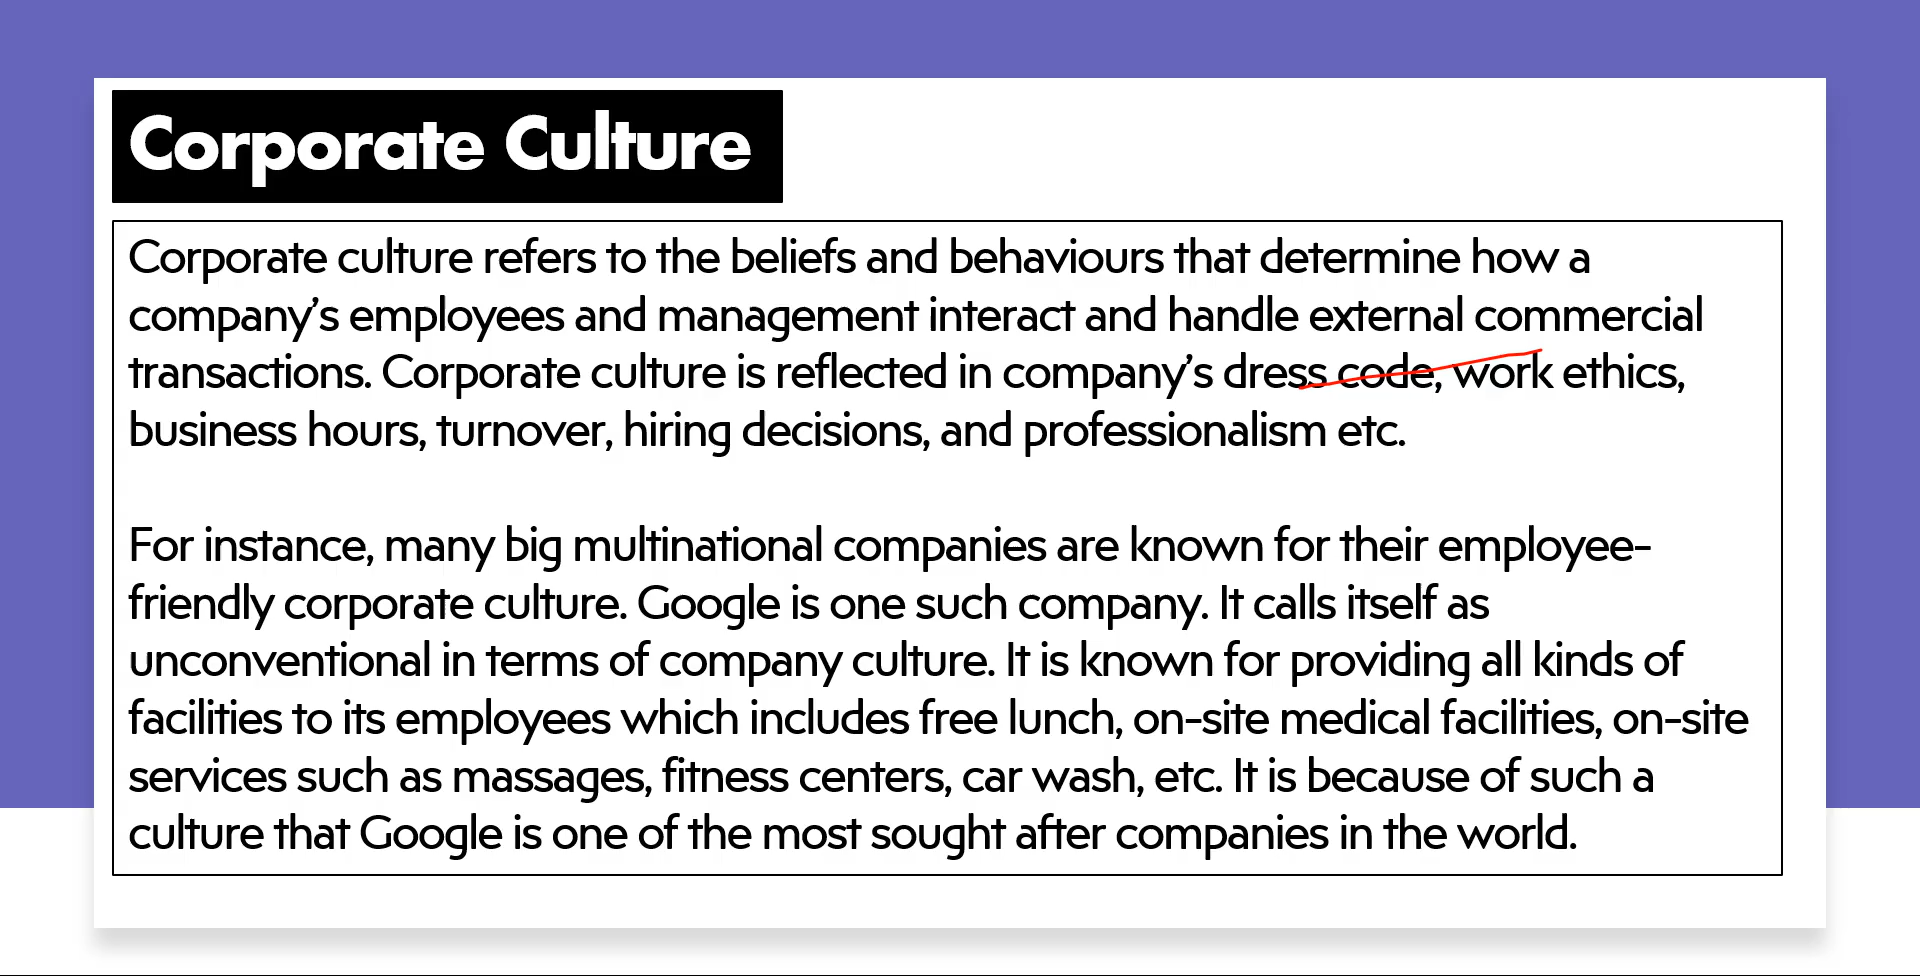 Corporate Culture
Corporate culture refers to the beliefs and behaviours that determine how a
company’s employees and management interact and handle external commercial
transactions. Corporate culture is reflected in company’s dress code, work ethics,
business hours, turnover, hiring decisions, and professionalism etc.
For instance, many big multinational companies are known for their employee-
friendly corporate culture. Google is one such company. It calls itself as
unconventional in terms of company culture. It is known for providing all kinds of
facilities to its employees which includes free lunch, on-site medical facilities, on-site
services such as massages, fitness centers, car wash, etc. It is because of such a
culture that Google is one of the most sought after companies in the world.